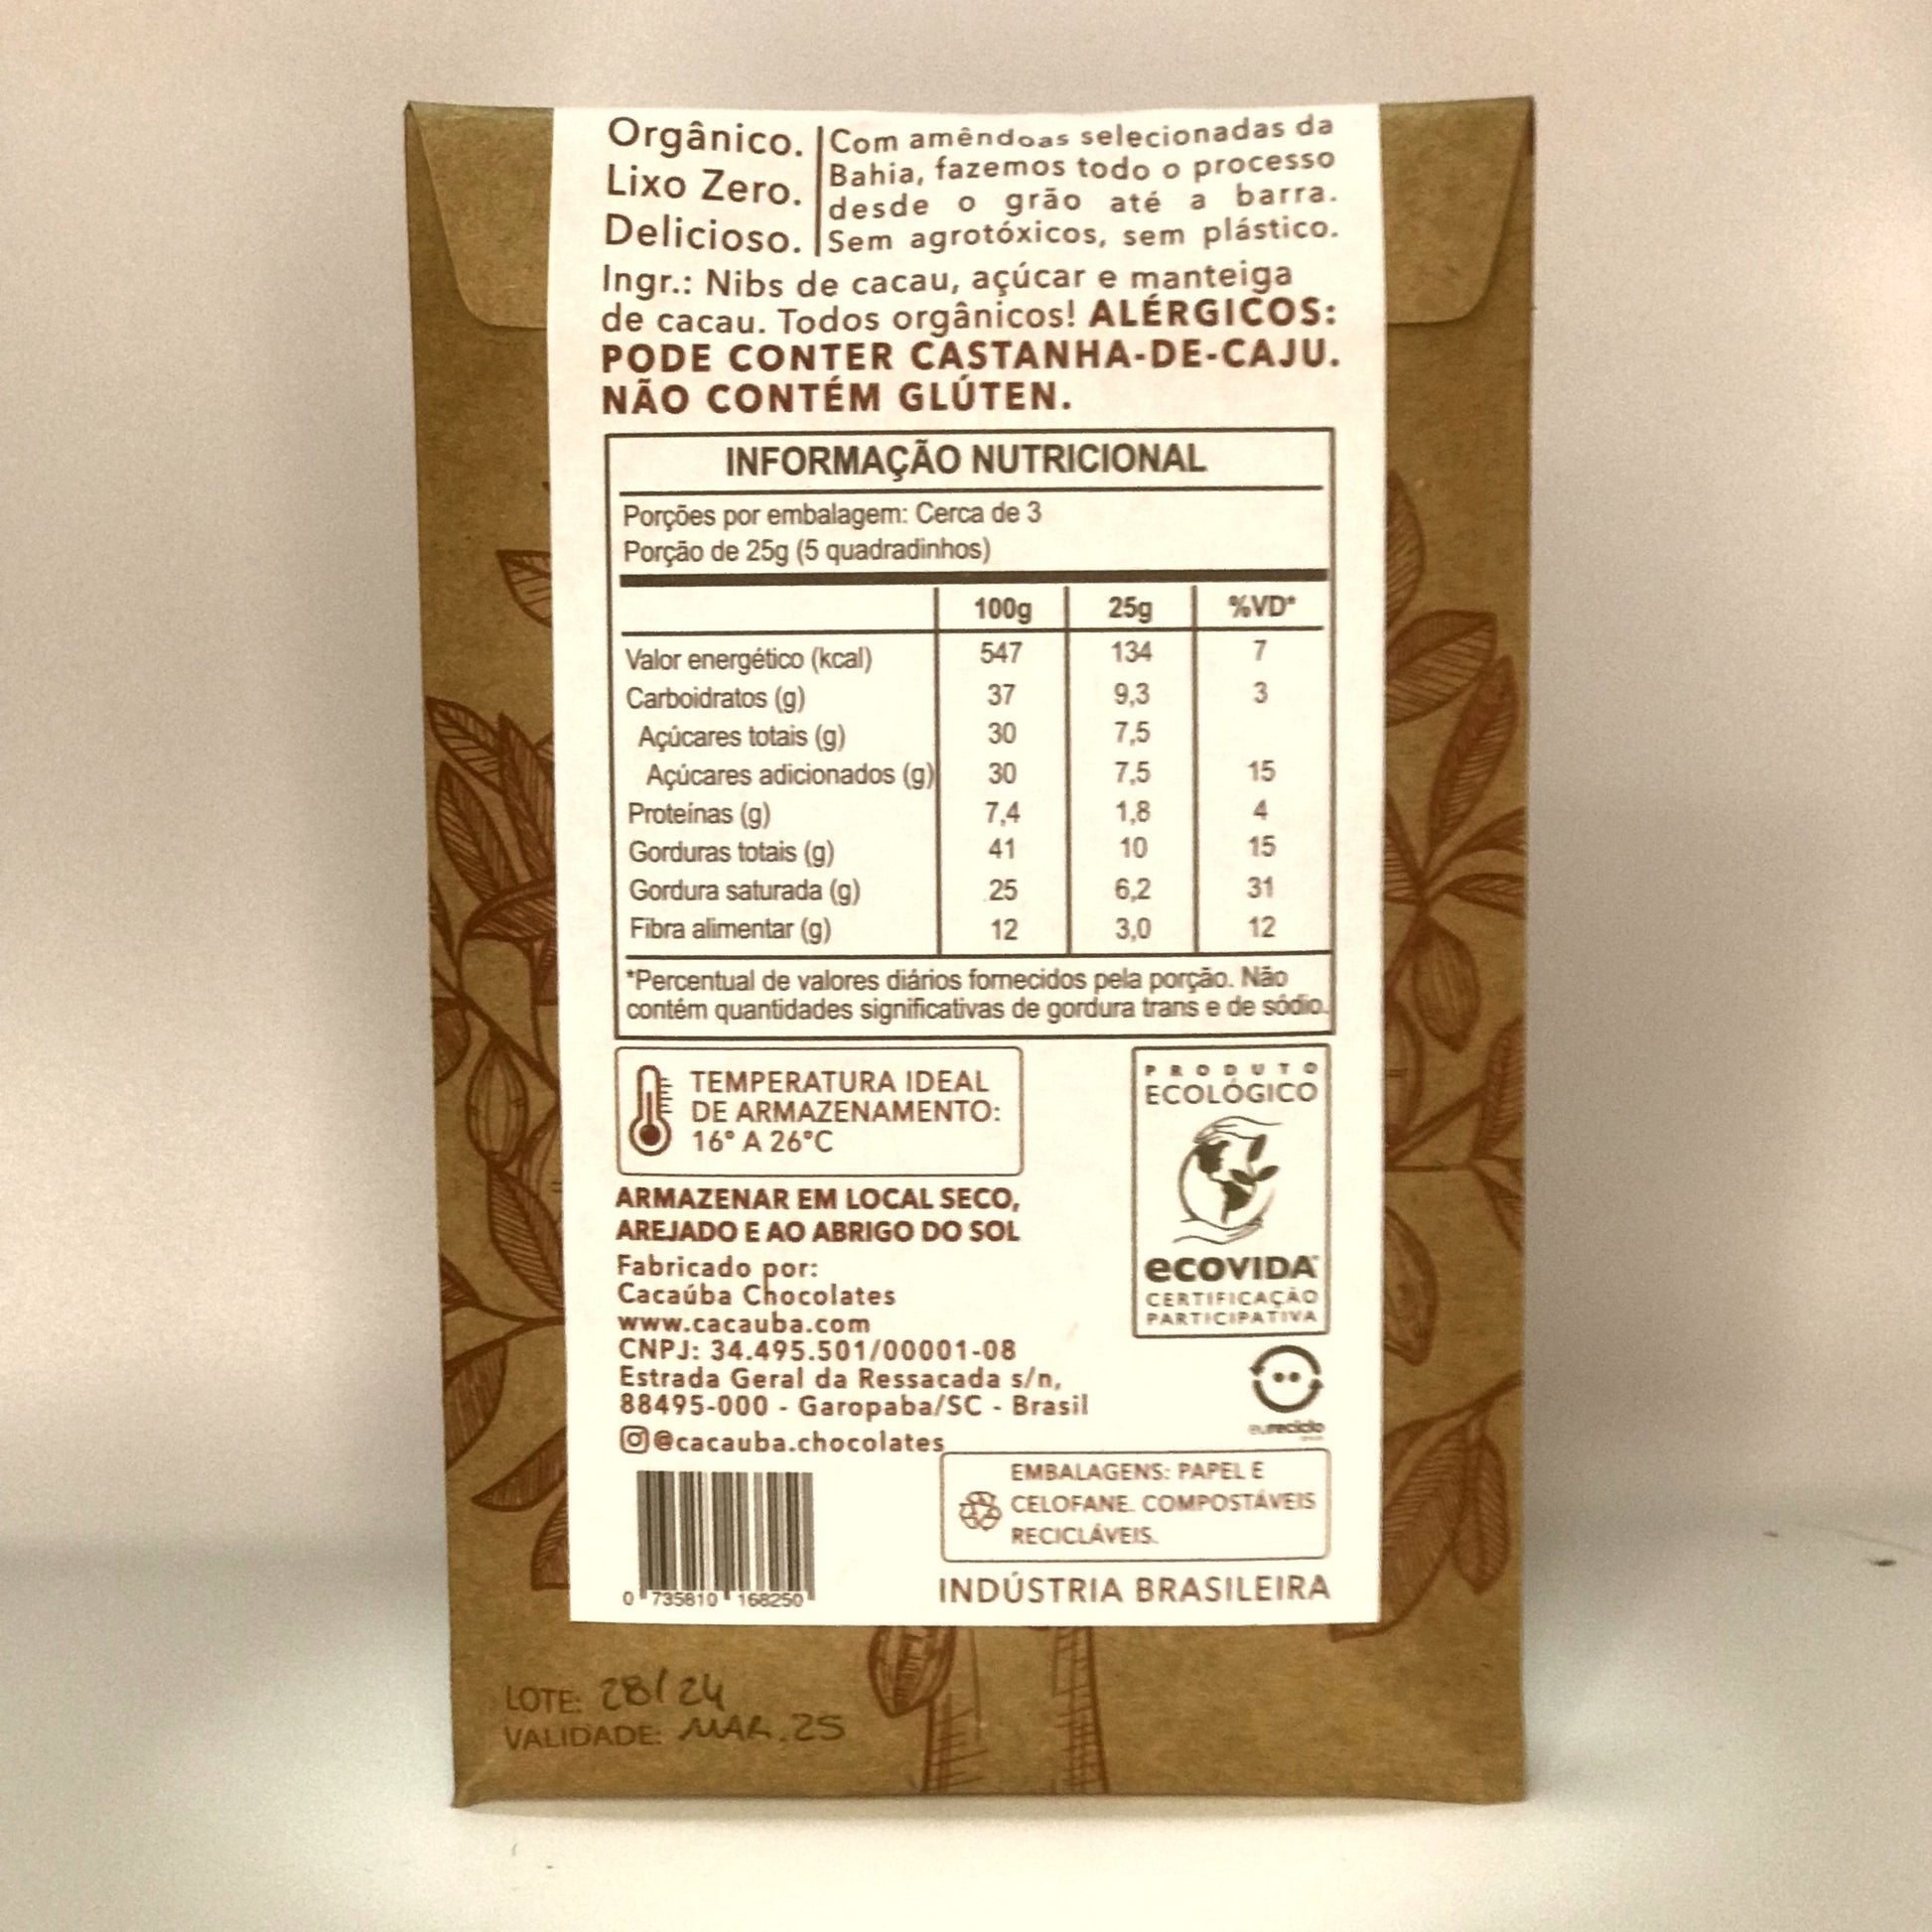 Orgânico.
Lixo Zero.
Delicioso.
Com amêndoas selecionadas da
Bahia, fazemos todo o processo
desde o grão até a barra.
Sem agrotóxicos, sem plástico.
Ingr.: Nibs de cacau, açúcar e manteiga
de cacau. Todos orgânicos! ALÉRGICOS:
PODE CONTER CASTANHA-DE-CAJU.
NÃO CONTÉM GLÚTEN.
INFORMAÇÃO NUTRICIONAL
Porções por embalagem: Cerca de 3
Porção de 25g (5 quadradinhos)
100g 25g %VD*
Valor energético (kcal) 547 134 7
Carboidratos (g) 37 9,3 3
Açúcares totais (g) 30 7,5
Açúcares adicionados (g) 30 7,5 15
Proteínas (g) 7,4 1,8 4
Gorduras totais (g) 41 10 15
Gordura saturada (g) 25 6,2 31
Fibra alimentar (g) 12 3,0 12
*Percentual de valores diários fornecidos pela porção. Não
contém quantidades significativas de gordura trans e de sódio.
TEMPERATURA IDEAL
DE ARMAZENAMENTO:
16° A 26°C
PRODUTO
ECOLÓGICO
ecoVIDA
CERTIFICAÇÃO
PARTICIPATIVA
ARMAZENAR EM LOCAL SECO,
AREJADO E AO ABRIGO DO SOL
Fabricado por:
Cacaúba Chocolates
www.cacauba.com
CNPJ: 34.495.501/00001-08
Estrada Geral da Ressacada s/n,
88495-000 - Garopaba/SC - Brasil
@cacauba.chocolates
eureciclo
EMBALAGENS: PAPEL E
CELOFANE. COMPOSTÁVEIS
RECICLÁVEIS.
0 735810 168250
INDÚSTRIA BRASILEIRA
LOTE: 28/24
VALIDADE: MAR.25